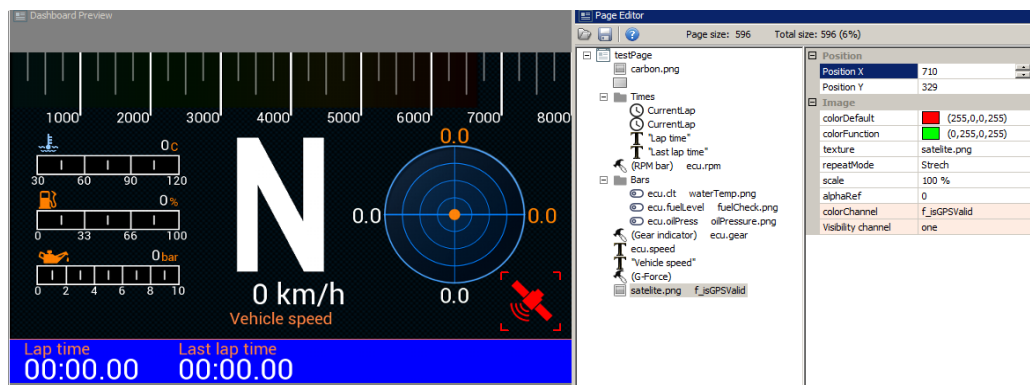 Dashboard Preview
1000 2000 3000 4000 5000 6000 7000 8000
0 C
30 60 90 120
0 %
0 33 66 100
0 bar
0 2 4 6 8 10
N
0 km/h
Vehicle speed
0.0
0.0 0.0
0.0
Lap time Last lap time
00:00.00 00:00.00
Page Editor
Page size: 596 Total size: 596 (6%)
testPage
carbon.png
Times
CurrentLap
CurrentLap
T "Lap time"
T "Last lap time"
(RPM bar) ecu.rpm
Bars
ecu.clt waterTemp.png
ecu.fuelLevel fuelCheck.png
ecu.oilPress oilPressure.png
(Gear indicator) ecu.gear
T ecu.speed
T "Vehicle speed"
(G-Force)
satelite.png f_isGPSValid
Position
Position X 710
Position Y 329
Image
colorDefault (255,0,0,255)
colorFunction (0,255,0,255)
texture satelite.png
repeatMode Strech
scale 100 %
alphaRef 0
colorChannel f_isGPSValid
Visibility channel one